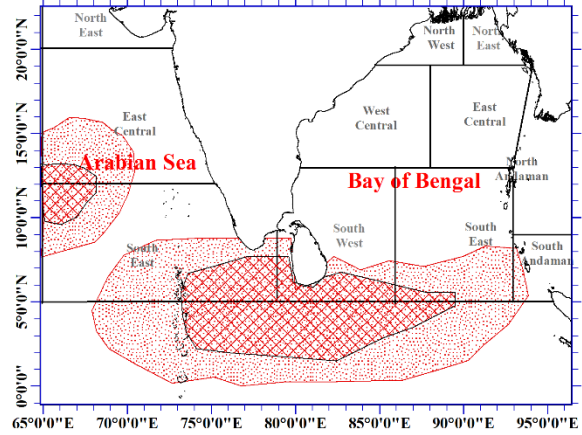 North
East
North
West
North
East
20°0'0"N
East
Central
West
Central
East
Central
15°0'0"N
Arabian Sea
Bay of Bengal
North
Andaman
10°0'0"N
South
East
South
West
South
East
South
Andaman
5°0'0"N
0°0'0"
65°0'0"E
70°0'0"E
75°0'0"E
80°0'0"E
85°0'0"E
90°0'0"E
95°0'0"E